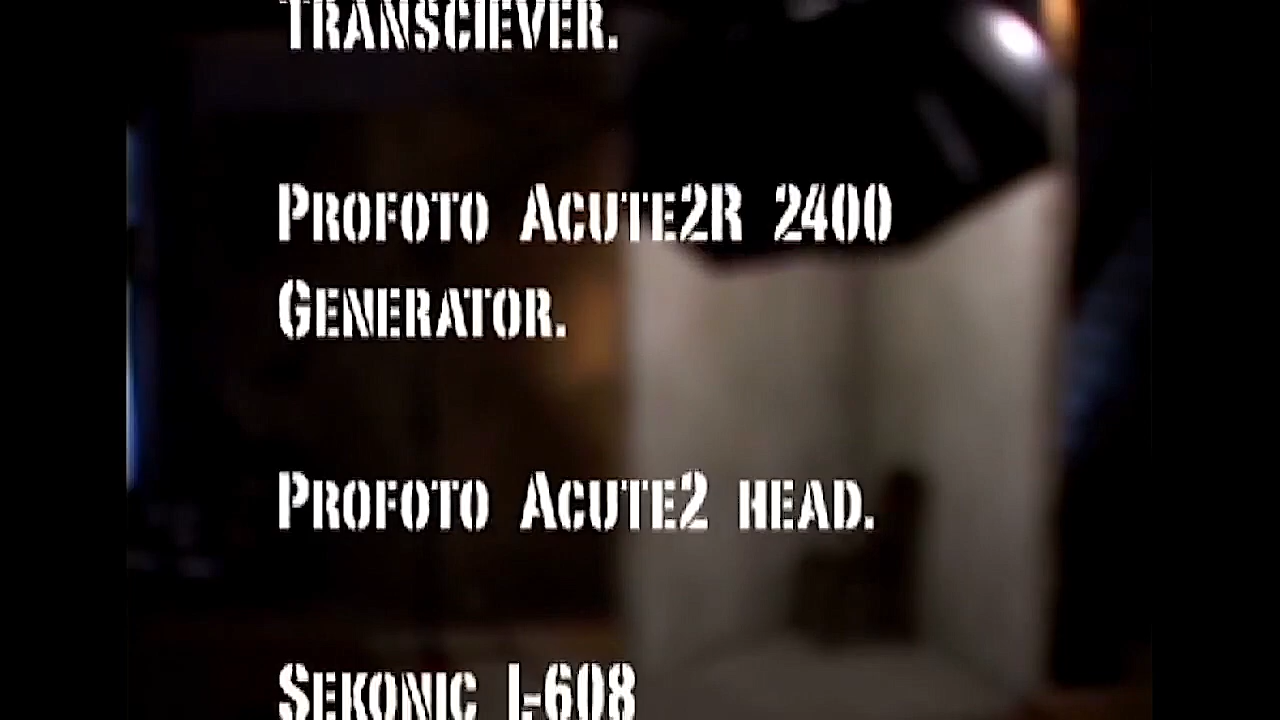 Transciever.
Profoto Acute2R 2400
Generator.
Profoto Acute2 head.
Sekonic L-608